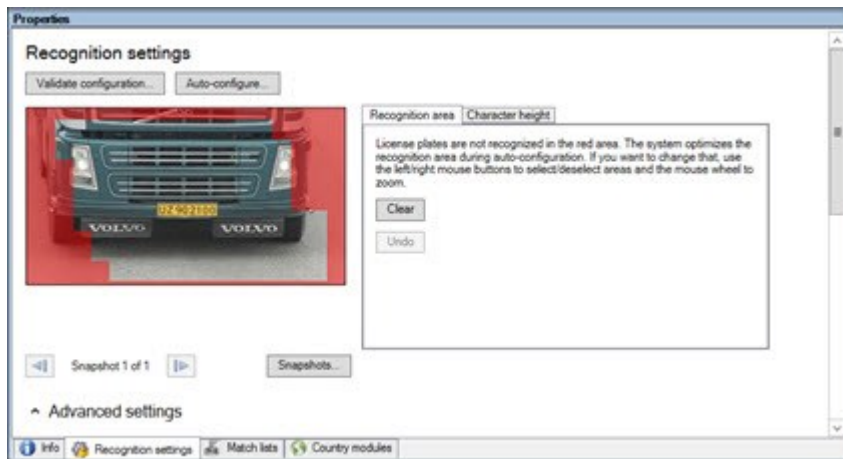 Properties
Recognition settings
Validate configuration...
Auto-configure...
Recognition area
Character height
License plates are not recognized in the red area. The system optimizes the
recognition area during auto-configuration. If you want to change that, use
the left/right mouse buttons to select/deselect areas and the mouse wheel to
zoom.
Clear
Undo
UZ 902100
VOLVO
VOLVO
Snapshot 1 of 1
Snapshots...
Advanced settings
Info
Recognition settings
Match lists
Country modules